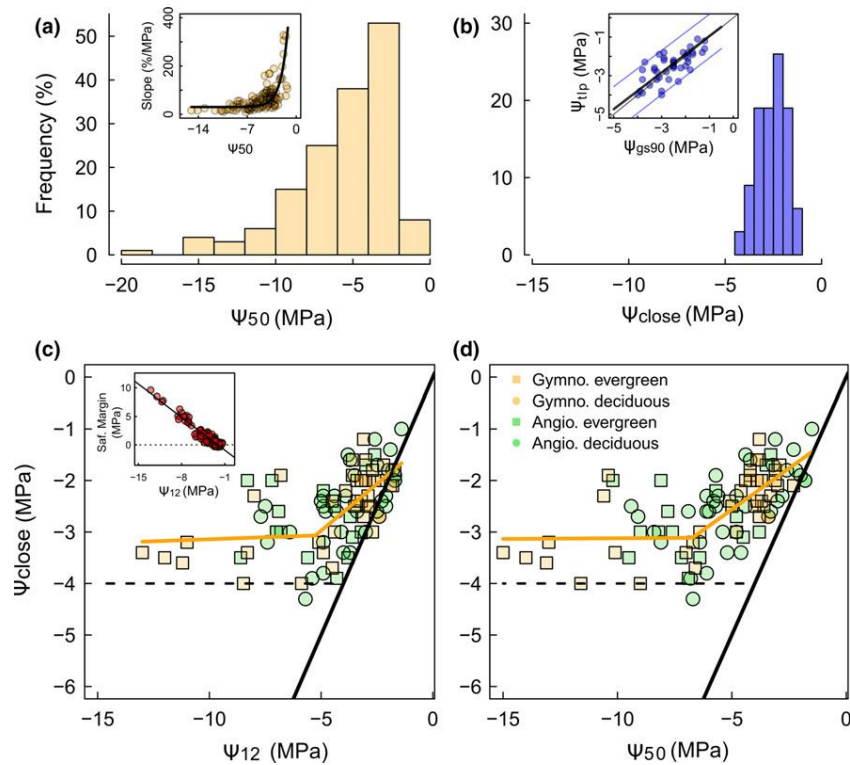 (a)
Frequency (%)
50
40
30
20
10
0
−20
−15
−10
−5
0
Ψ50 (MPa)
Slope (%/MPa)
400
200
0
−14
−7
−1
Ψ50
(b)
30
20
10
0
−15
−10
−5
0
Ψclose (MPa)
Ψtlp (MPa)
−1
−3
−5
−5
−3
−1
0
Ψgs90 (MPa)
(c)
Ψclose (MPa)
0
−1
−2
−3
−4
−5
−6
−15
−10
−5
0
Ψ12 (MPa)
Saf. Margin
(MPa)
10
5
0
−15
−8
−1
Ψ12 (MPa)
(d)
Gymno. evergreen
Gymno. deciduous
Angio. evergreen
Angio. deciduous
0
−1
−2
−3
−4
−5
−6
−15
−10
−5
0
Ψ50 (MPa)